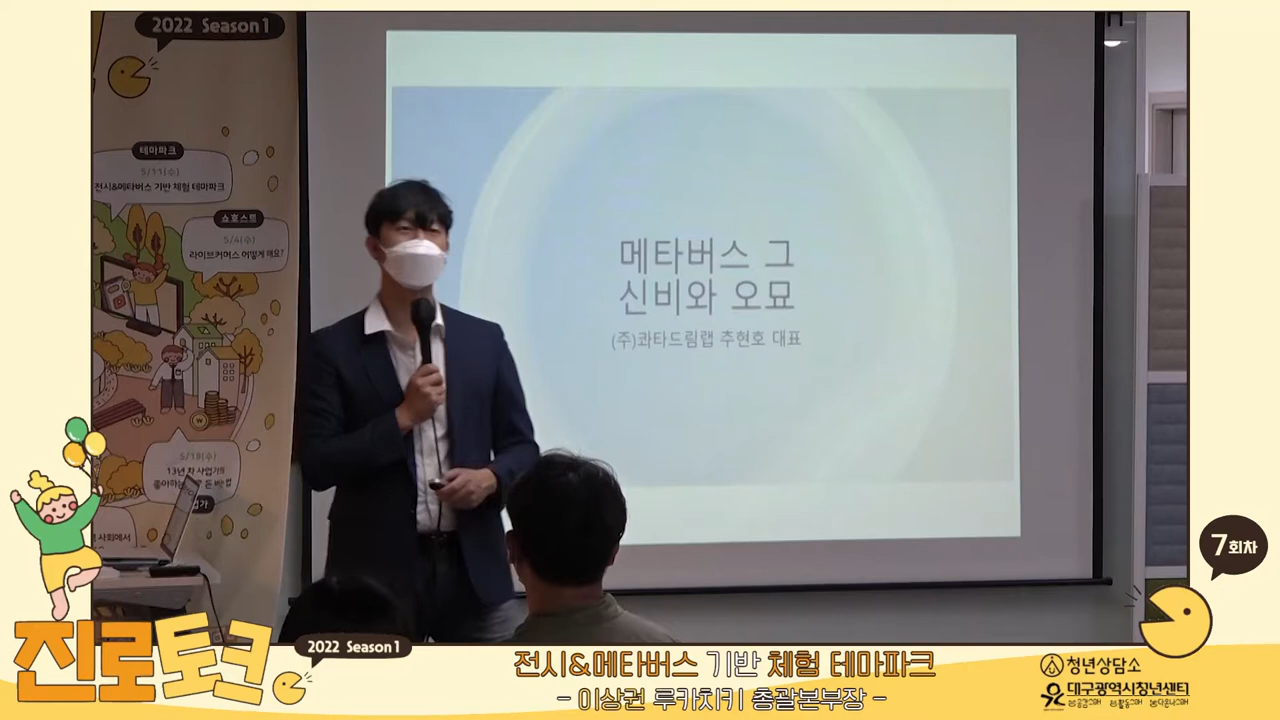 2022 Season1
테마파크
5/11(수)
전시&메타버스 기반 체험 테마파크
쇼호스트
5/4(수)
라이브커머스 어떻게 해요?
5/18(수)
13년 차 사업가의
메타버스 그
신비와 오묘
(주)콰타드림랩 추현호 대표
7회차
진로토크
2022 Season1
전시&메타버스 기반 체험 테마파크
- 이상권 루카치키 총괄본부장 -
청년상담소
대구광역시청년센터